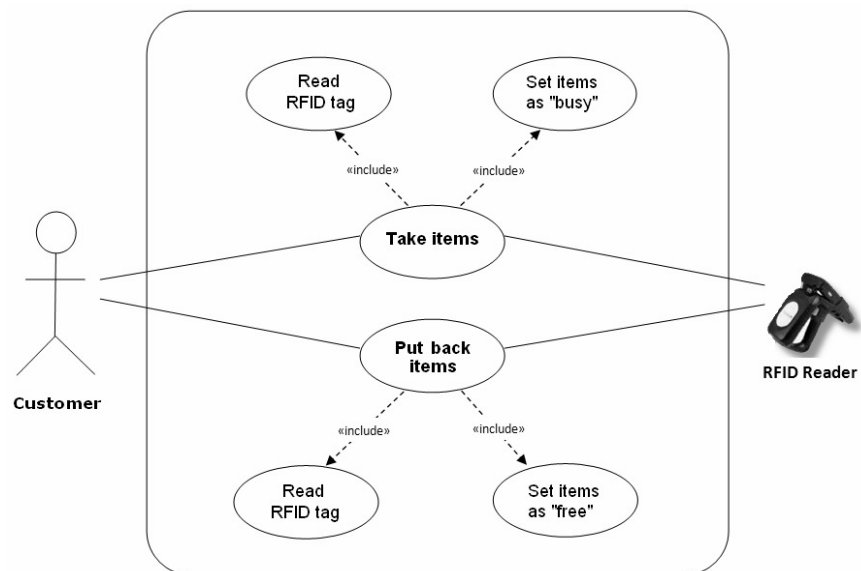 Read
RFID tag
Set items
as "busy"
«include»
«include»
Take items
Put back
items
RFID Reader
Customer
«include»
«include»
Read
RFID tag
Set items
as "free"